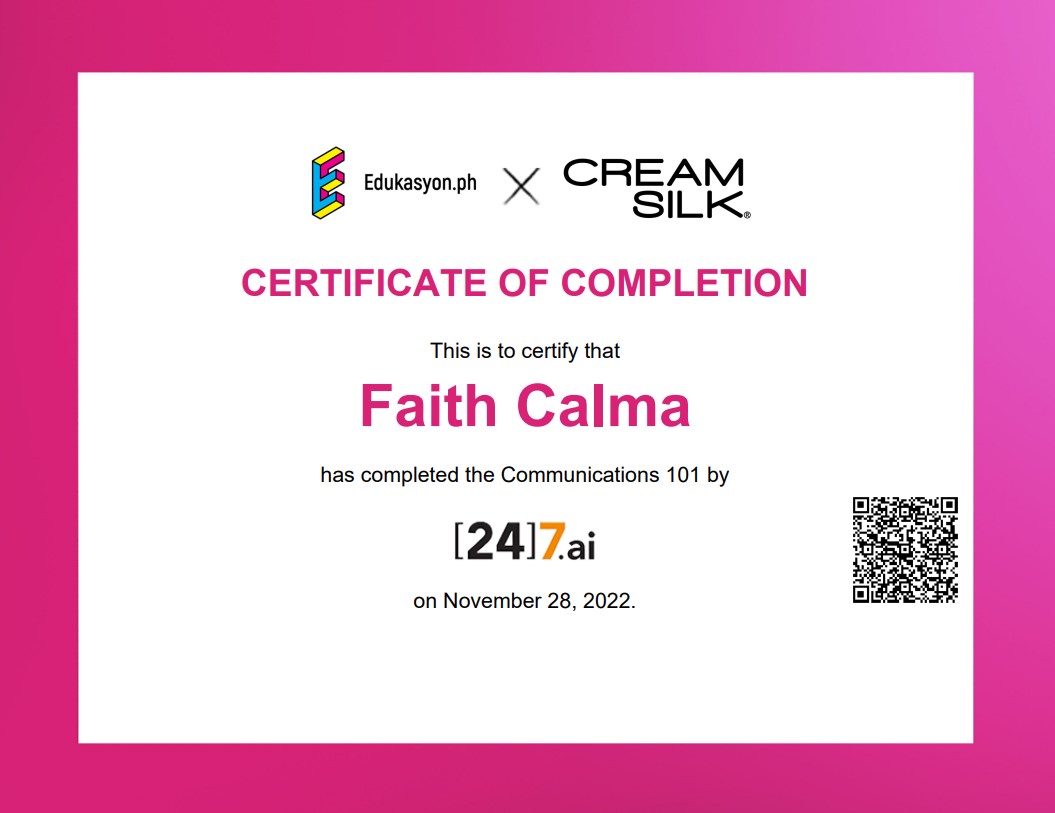 Edukasyon.ph X CREAM
SILK®
CERTIFICATE OF COMPLETION
This is to certify that
Faith Calma
has completed the Communications 101 by
[24]7.ai
on November 28, 2022.